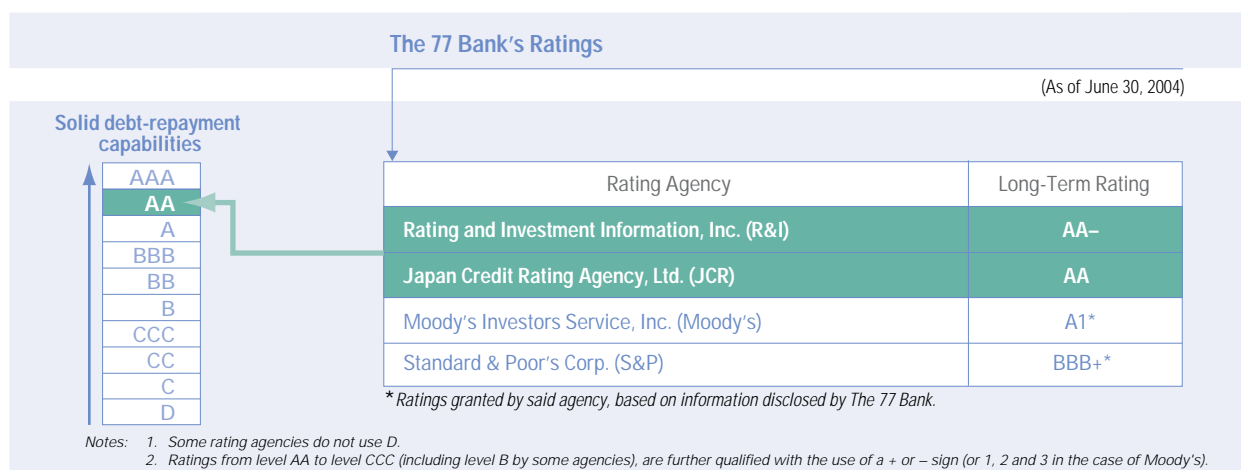 The 77 Bank's Ratings
(As of June 30, 2004)
Solid debt-repayment
capabilities
AAA
AA
A
BBB
BB
B
CCC
CC
C
D
Rating Agency Long-Term Rating
Rating and Investment Information, Inc. (R&I) AA–
Japan Credit Rating Agency, Ltd. (JCR) AA
Moody's Investors Service, Inc. (Moody's) A1*
Standard & Poor's Corp. (S&P) BBB+*
* Ratings granted by said agency, based on information disclosed by The 77 Bank.
Notes: 1. Some rating agencies do not use D.
2. Ratings from level AA to level CCC (including level B by some agencies), are further qualified with the use of a + or – sign (or 1, 2 and 3 in the case of Moody's).